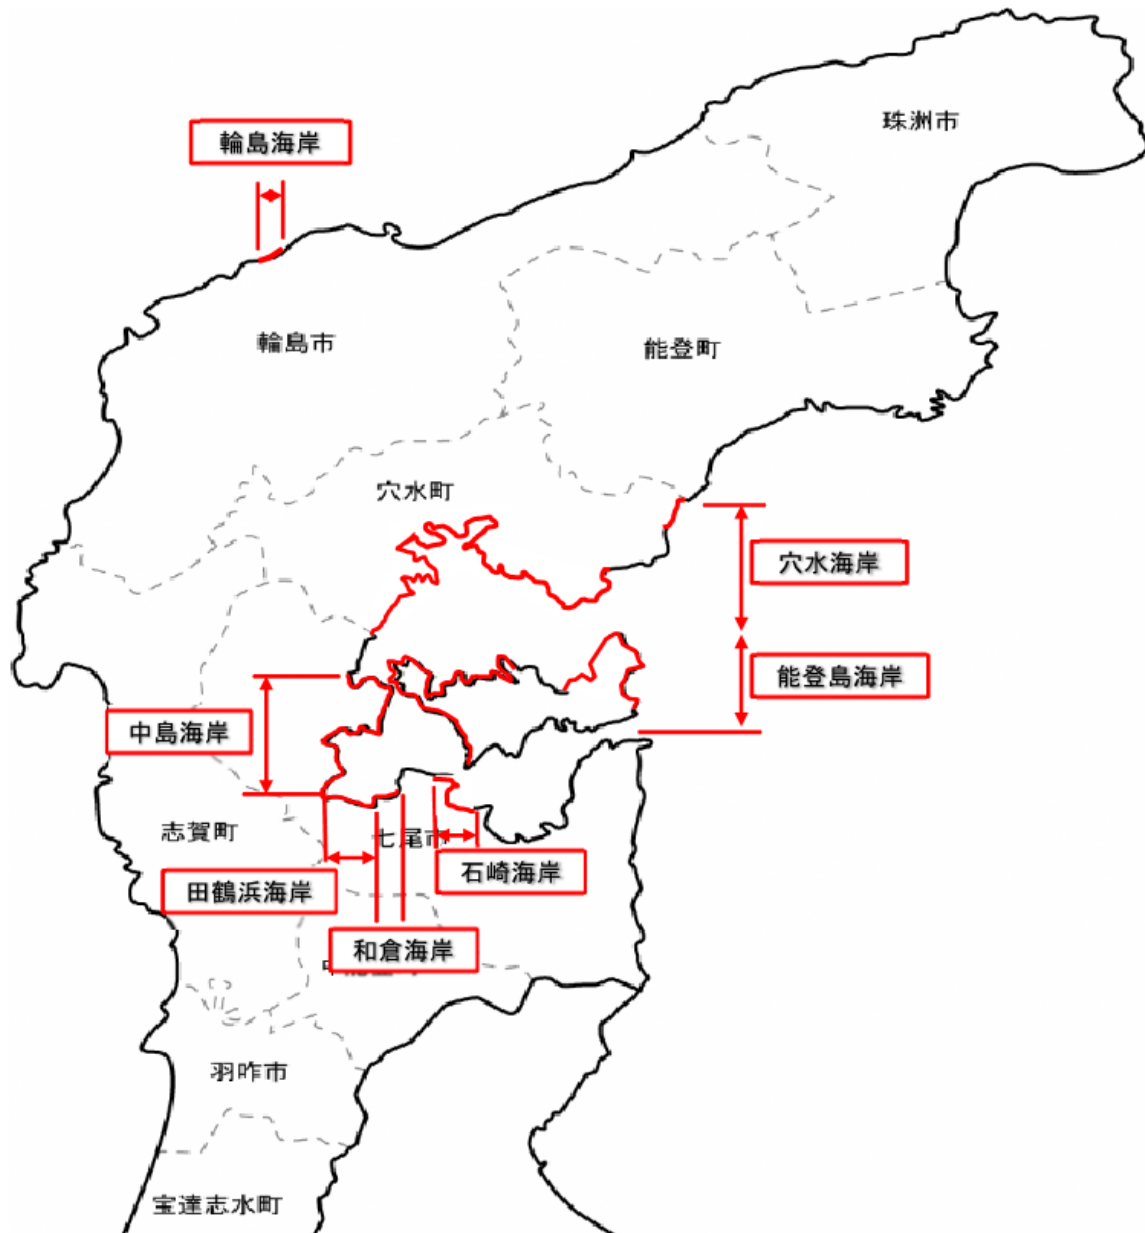 珠洲市
輪島海岸
輪島市
能登町
穴水町
穴水海岸
能登島海岸
中島海岸
志賀町
七尾市
石崎海岸
田鶴浜海岸
和倉海岸
羽咋市
宝達志水町